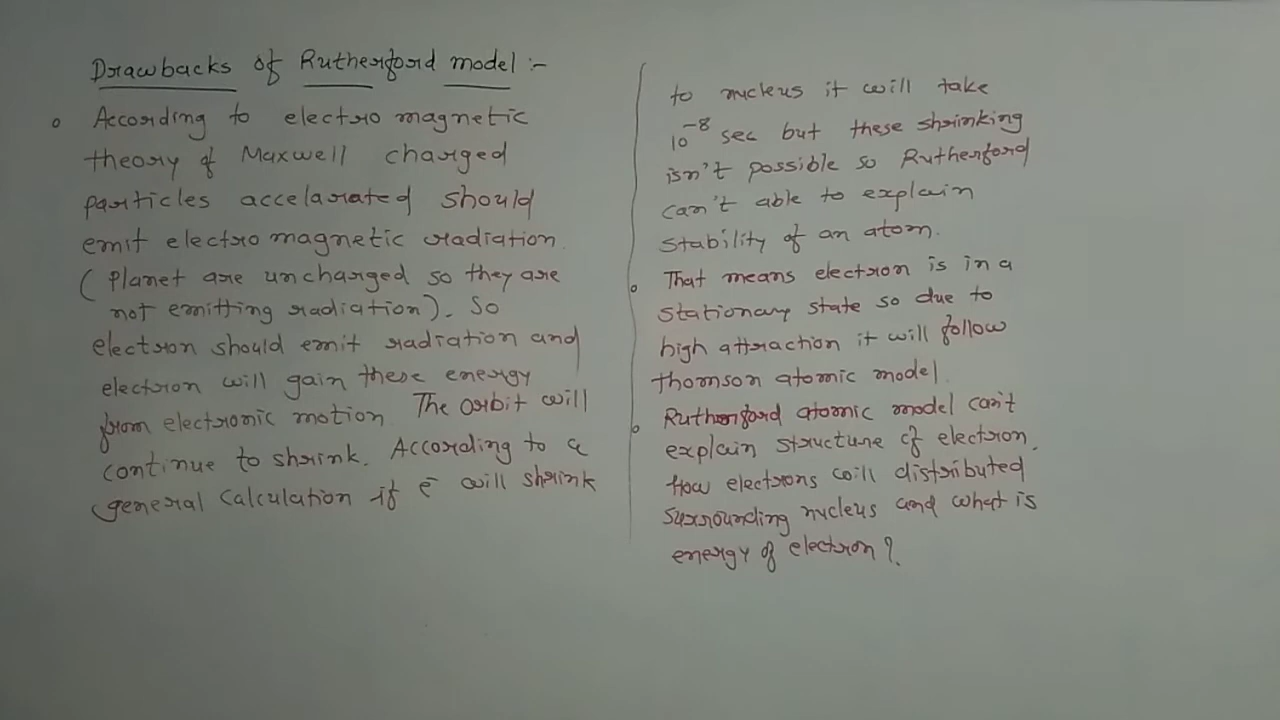 Drawbacks of Rutherford model :-
According to electro magnetic
theory of Maxwell charged
particles accelarated should
emit electro magnetic radiation.
(Planet are uncharged so they are
not emitting radiation). So
electron should emit radiation and
electron will gain these energy
from electronic motion. The orbit will
continue to shrink. According to a
general calculation if e- will shrink
to nucleus it will take
10^-8 sec but these shrinking
isn't possible so Rutherford
can't able to explain
stability of an atom.
That means electron is in a
stationary state so due to
high attraction it will follow
thomson atomic model.
Rutherford atomic model can't
explain structure of electron.
How electrons will distributed
surrounding nucleus and what is
energy of electron?